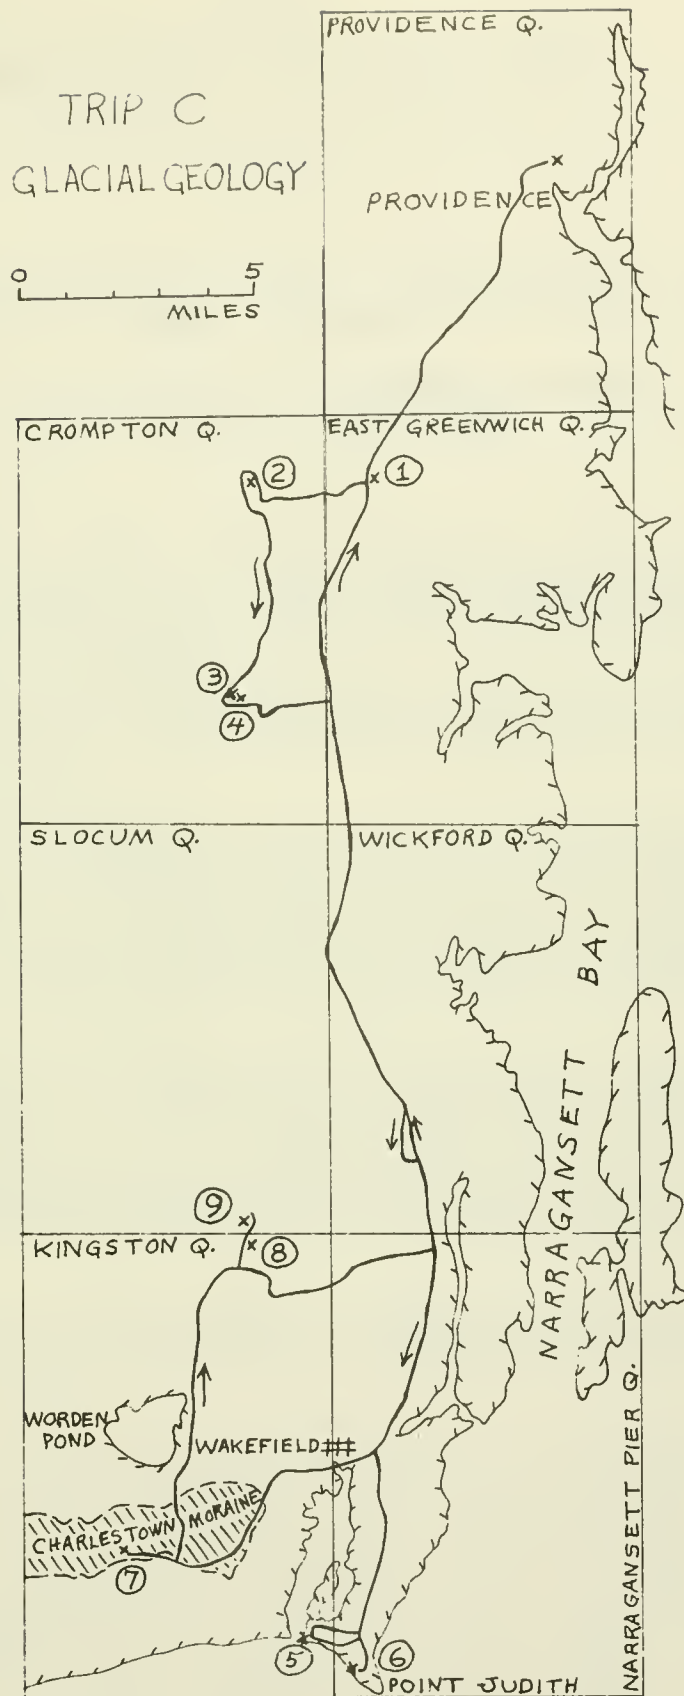 PROVIDENCE Q.
TRIP C
GLACIAL GEOLOGY
PROVIDENCE
0 5
MILES
CROMPTON Q.
EAST GREENWICH Q.
2
1
3
4
SLOCUM Q.
WICKFORD Q.
NARRAGANSETT BAY
9
KINGSTON Q.
8
WORDEN
POND
WAKEFIELD
CHARLESTOWN MORAINE
7
NARRAGANSETT PIER Q.
5
6
POINT JUDITH